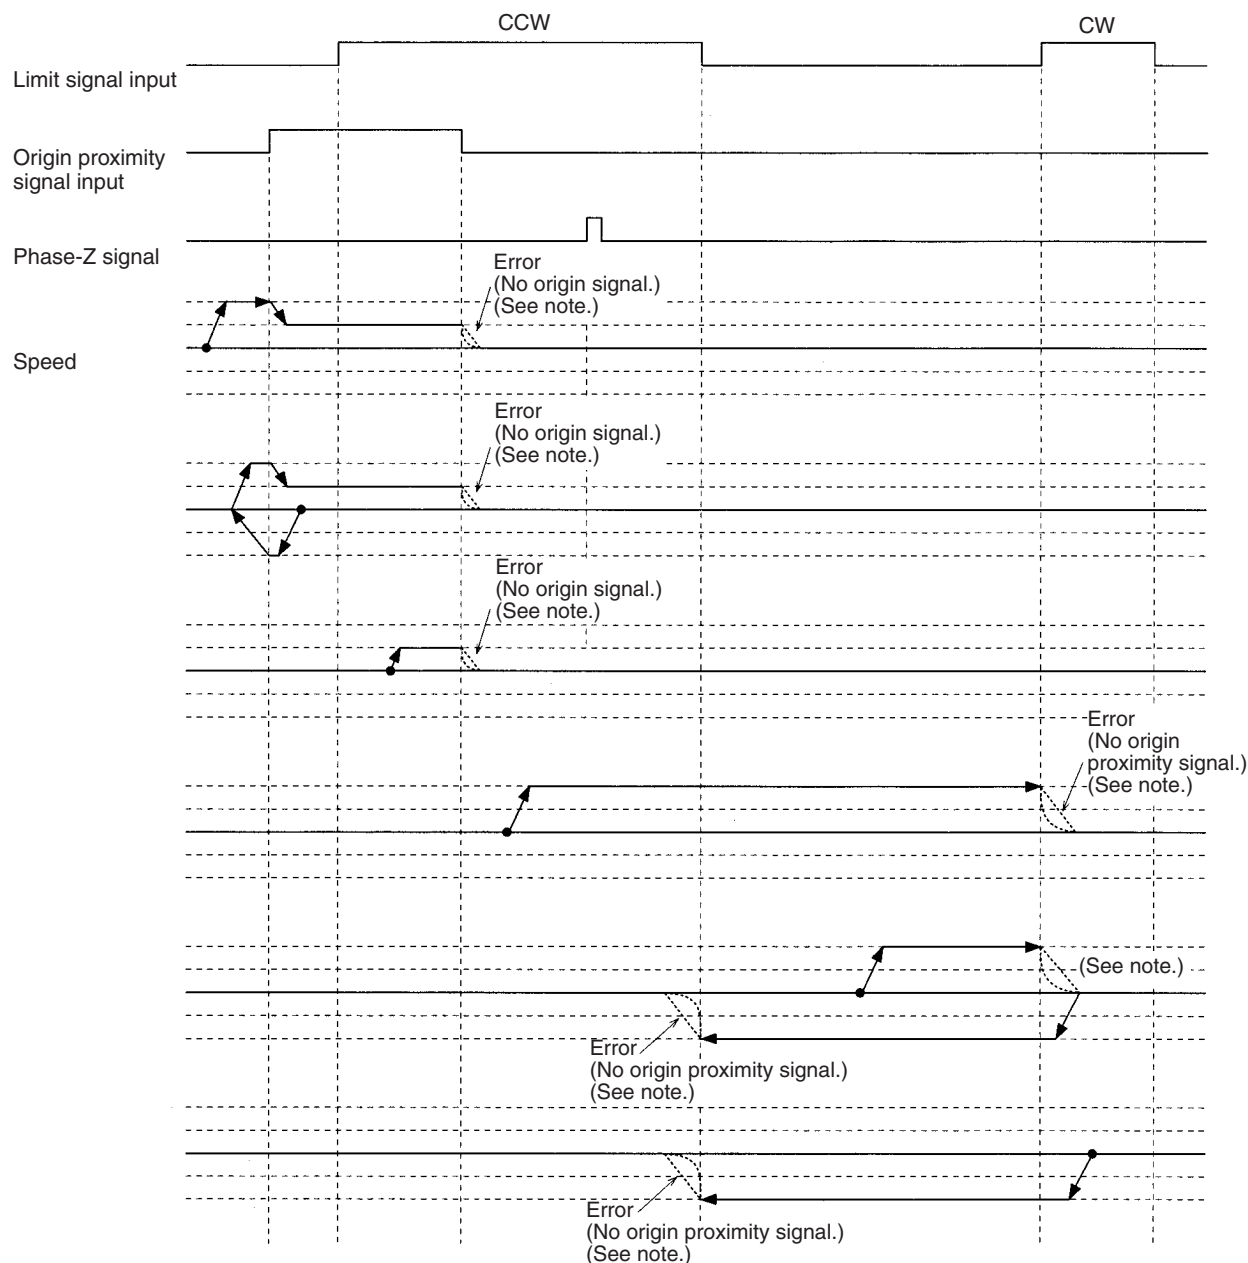 CCW
CW
Limit signal input
Origin proximity
signal input
Phase-Z signal
Error
(No origin signal.)
(See note.)
Speed
Error
(No origin signal.)
(See note.)
Error
(No origin signal.)
(See note.)
Error
(No origin
proximity signal.)
(See note.)
(See note.)
Error
(No origin proximity signal.)
(See note.)
Error
(No origin proximity signal.)
(See note.)